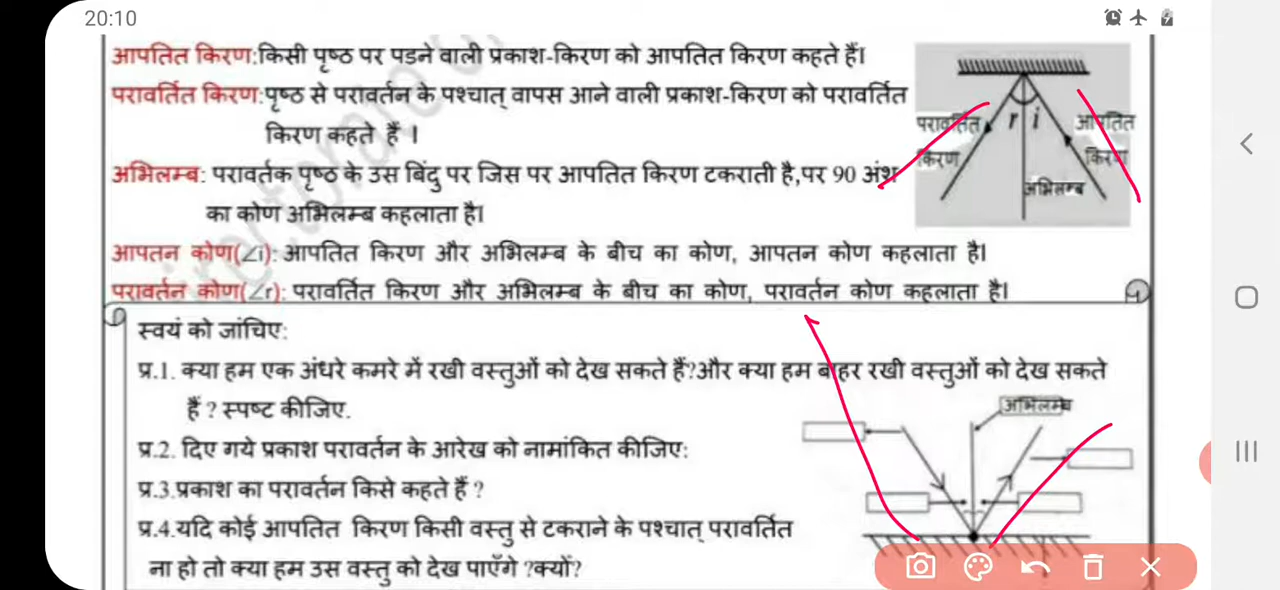 20:10
आपतित किरण:किसी पृष्ठ पर पडने वाली प्रकाश-किरण को आपतित किरण कहते हैं।
परावर्तित किरण:पृष्ठ से परावर्तन के पश्चात् वापस आने वाली प्रकाश-किरण को परावर्तित
किरण कहते हैं ।
अभिलम्ब: परावर्तक पृष्ठ के उस बिंदु पर जिस पर आपतित किरण टकराती है,पर 90 अंश
का कोण अभिलम्ब कहलाता है।
आपतन कोण(∠i): आपतित किरण और अभिलम्ब के बीच का कोण, आपतन कोण कहलाता है।
परावर्तन कोण(∠r): परावर्तित किरण और अभिलम्ब के बीच का कोण, परावर्तन कोण कहलाता है।
परावर्तित
किरण
r i
आपतित
किरण
अभिलम्ब
स्वयं को जांचिए:
प्र.1. क्या हम एक अंधरे कमरे में रखी वस्तुओं को देख सकते हैं?और क्या हम बाहर रखी वस्तुओं को देख सकते
हैं ? स्पष्ट कीजिए.
प्र.2. दिए गये प्रकाश परावर्तन के आरेख को नामांकित कीजिए:
प्र.3.प्रकाश का परावर्तन किसे कहते हैं ?
प्र.4.यदि कोई आपतित किरण किसी वस्तु से टकराने के पश्चात् परावर्तित
ना हो तो क्या हम उस वस्तु को देख पाएँगे ?क्यों?
अभिलम्ब